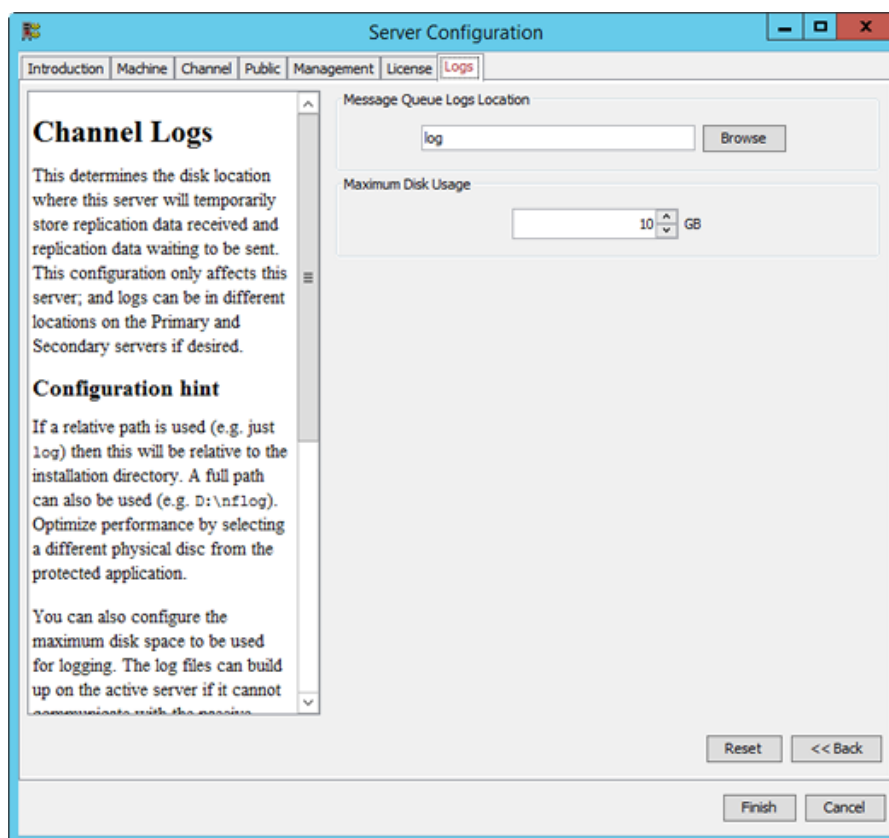 Server Configuration
Introduction Machine Channel Public Management License Logs
Channel Logs
This determines the disk location
where this server will temporarily
store replication data received and
replication data waiting to be sent.
This configuration only affects this
server; and logs can be in different
locations on the Primary and
Secondary servers if desired.
Configuration hint
If a relative path is used (e.g. just
log) then this will be relative to the
installation directory. A full path
can also be used (e.g. D:\nflog).
Optimize performance by selecting
a different physical disc from the
protected application.
You can also configure the
maximum disk space to be used
for logging. The log files can build
up on the active server if it cannot
communicate with the passive
Message Queue Logs Location
log Browse
Maximum Disk Usage
10 GB
Reset << Back
Finish Cancel